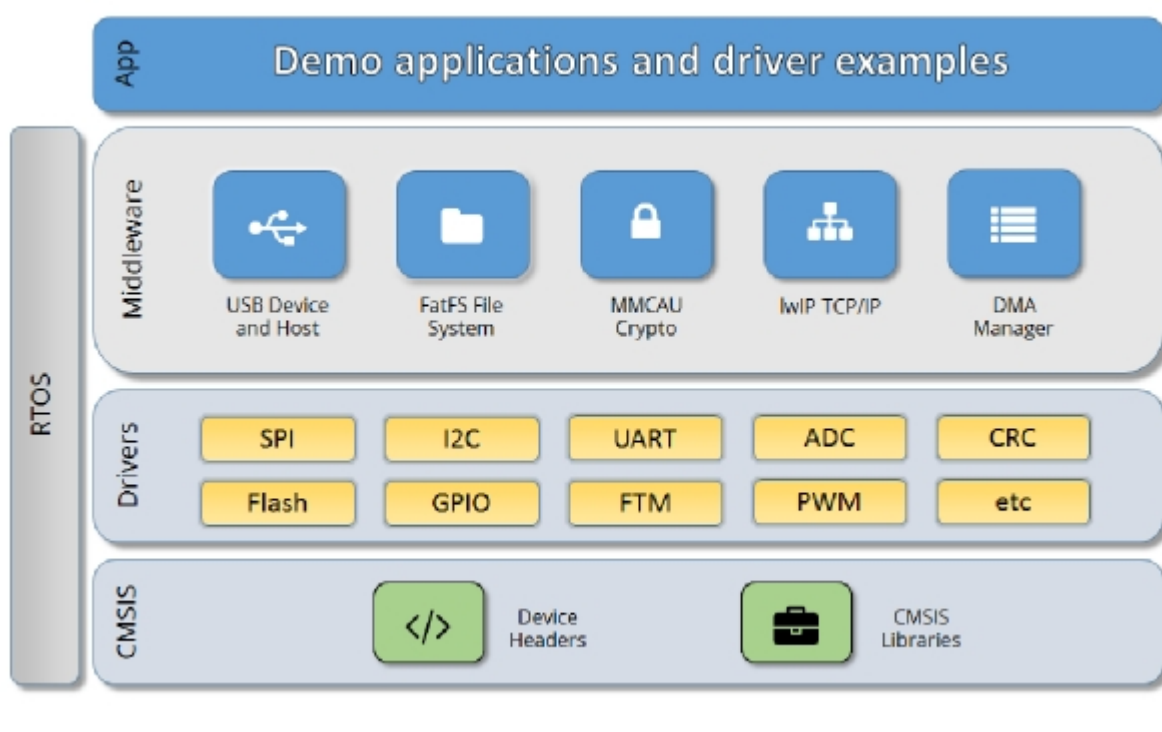 App
Demo applications and driver examples
RTOS
Middleware
USB Device
and Host
FatFS File
System
MMCAU
Crypto
lwIP TCP/IP
DMA
Manager
Drivers
SPI
I2C
UART
ADC
CRC
Flash
GPIO
FTM
PWM
etc
CMSIS
</>
Device
Headers
CMSIS
Libraries